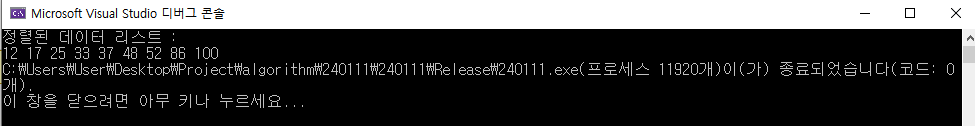 Microsoft Visual Studio 디버그 콘솔
정렬된 데이터 리스트 :
12 17 25 33 37 48 52 86 100
C:₩Users₩User₩Desktop₩Project₩algorithm₩240111₩240111₩Release₩240111.exe(프로세스 11920개)이(가) 종료되었습니다(코드: 0
개).
이 창을 닫으려면 아무 키나 누르세요...